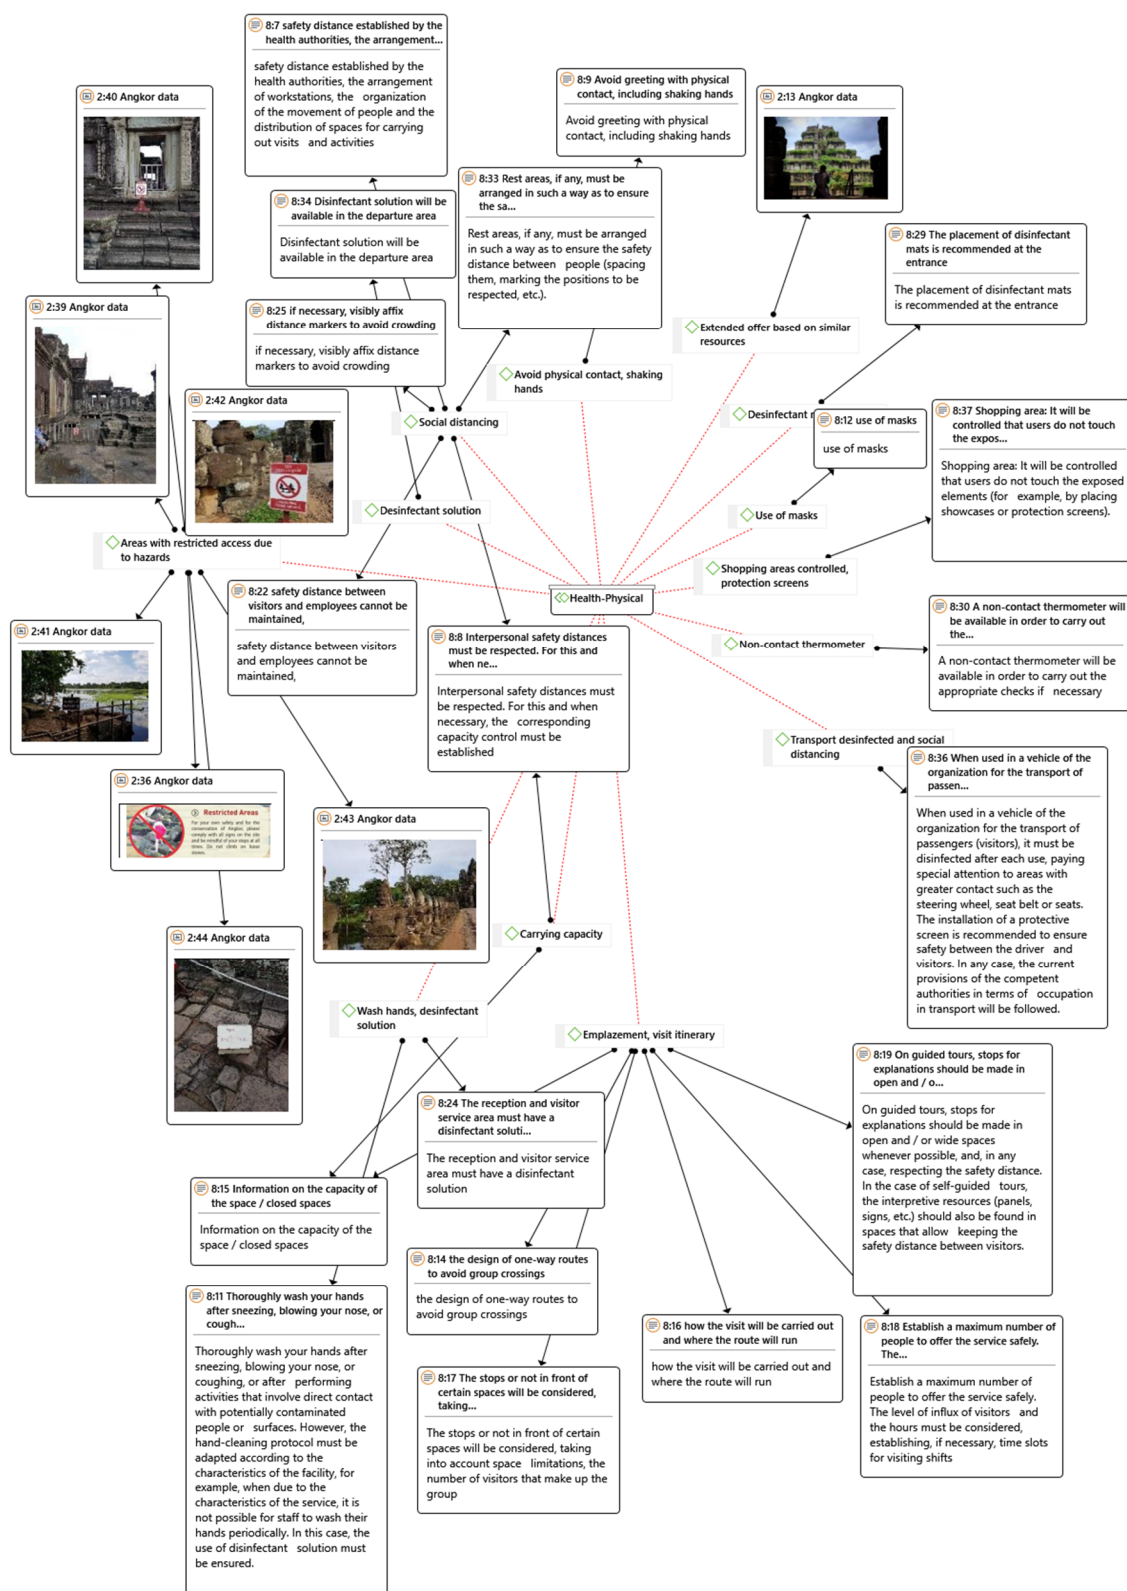 8:7 safety distance established by the
health authorities, the arrangement...
safety distance established by the
health authorities, the arrangement
of workstations, the organization
of the movement of people and the
distribution of spaces for carrying
out visits and activities
2:40 Angkor data
8:9 Avoid greeting with physical
contact, including shaking hands
Avoid greeting with physical
contact, including shaking hands
2:13 Angkor data
8:33 Rest areas, if any, must be
arranged in such a way as to ensure
the sa...
Rest areas, if any, must be arranged
in such a way as to ensure the safety
distance between people (spacing
them, marking the positions to be
respected, etc.).
8:34 Disinfectant solution will be
available in the departure area
Disinfectant solution will be
available in the departure area
8:29 The placement of disinfectant
mats is recommended at the
entrance
The placement of disinfectant mats
is recommended at the entrance
2:39 Angkor data
8:25 if necessary, visibly affix
distance markers to avoid crowding
if necessary, visibly affix distance
markers to avoid crowding
Extended offer based on similar
resources
Avoid physical contact, shaking
hands
2:42 Angkor data
Social distancing
Desinfectant
8:12 use of masks
use of masks
8:37 Shopping area: It will be
controlled that users do not touch
the expos...
Shopping area: It will be controlled
that users do not touch the exposed
elements (for example, by placing
showcases or protection screens).
Desinfectant solution
Use of masks
Areas with restricted access due
to hazards
Shopping areas controlled,
protection screens
8:22 safety distance between
visitors and employees cannot be
maintained,
safety distance between visitors
and employees cannot be
maintained,
Health-Physical
8:30 A non-contact thermometer will
be available in order to carry out
the...
A non-contact thermometer will be
available in order to carry out the
appropriate checks if necessary
2:41 Angkor data
8:8 Interpersonal safety distances
must be respected. For this and
when ne...
Interpersonal safety distances must
be respected. For this and when
necessary, the corresponding
capacity control must be
established
Non-contact thermometer
Transport desinfected and social
distancing
8:36 When used in a vehicle of the
organization for the transport of
passen...
When used in a vehicle of the
organization for the transport of
passengers (visitors), it must be
disinfected after each use, paying
special attention to areas with
greater contact such as the
steering wheel, seat belt or seats.
The installation of a protective
screen is recommended to ensure
safety between the driver and
visitors. In any case, the current
provisions of the competent
authorities in terms of occupation
in transport will be followed.
2:36 Angkor data
Restricted Areas
For your own safety and for the
conservation of Angkor, please
comply with all signs on the site
and be mindful of your steps at all
times. Do not climb on loose
stones.
2:43 Angkor data
Carrying capacity
2:44 Angkor data
Wash hands, desinfectant
solution
Emplazement, visit itinerary
8:19 On guided tours, stops for
explanations should be made in
open and / o...
On guided tours, stops for
explanations should be made in
open and / or wide spaces
whenever possible, and, in any
case, respecting the safety distance.
In the case of self-guided tours,
the interpretive resources (panels,
signs, etc.) should also be found in
spaces that allow keeping the
safety distance between visitors.
8:24 The reception and visitor
service area must have a
disinfectant soluti...
The reception and visitor service
area must have a disinfectant
solution
8:15 Information on the capacity of
the space / closed spaces
Information on the capacity of the
space / closed spaces
8:14 the design of one-way routes
to avoid group crossings
the design of one-way routes to
avoid group crossings
8:11 Thoroughly wash your hands
after sneezing, blowing your nose, or
cough...
Thoroughly wash your hands after
sneezing, blowing your nose, or
coughing, or after performing
activities that involve direct contact
with potentially contaminated
people or surfaces. However, the
hand-cleaning protocol must be
adapted according to the
characteristics of the facility, for
example, when due to the
characteristics of the service, it is
not possible for staff to wash their
hands periodically. In this case, the
use of disinfectant solution must
be ensured.
8:16 how the visit will be carried out
and where the route will run
how the visit will be carried out and
where the route will run
8:18 Establish a maximum number of
people to offer the service safely.
The...
Establish a maximum number of
people to offer the service safely.
The level of influx of visitors and
the hours must be considered,
establishing, if necessary, time slots
for visiting shifts
8:17 The stops or not in front of
certain spaces will be considered,
taking...
The stops or not in front of certain
spaces will be considered, taking
into account space limitations, the
number of visitors that make up the
group